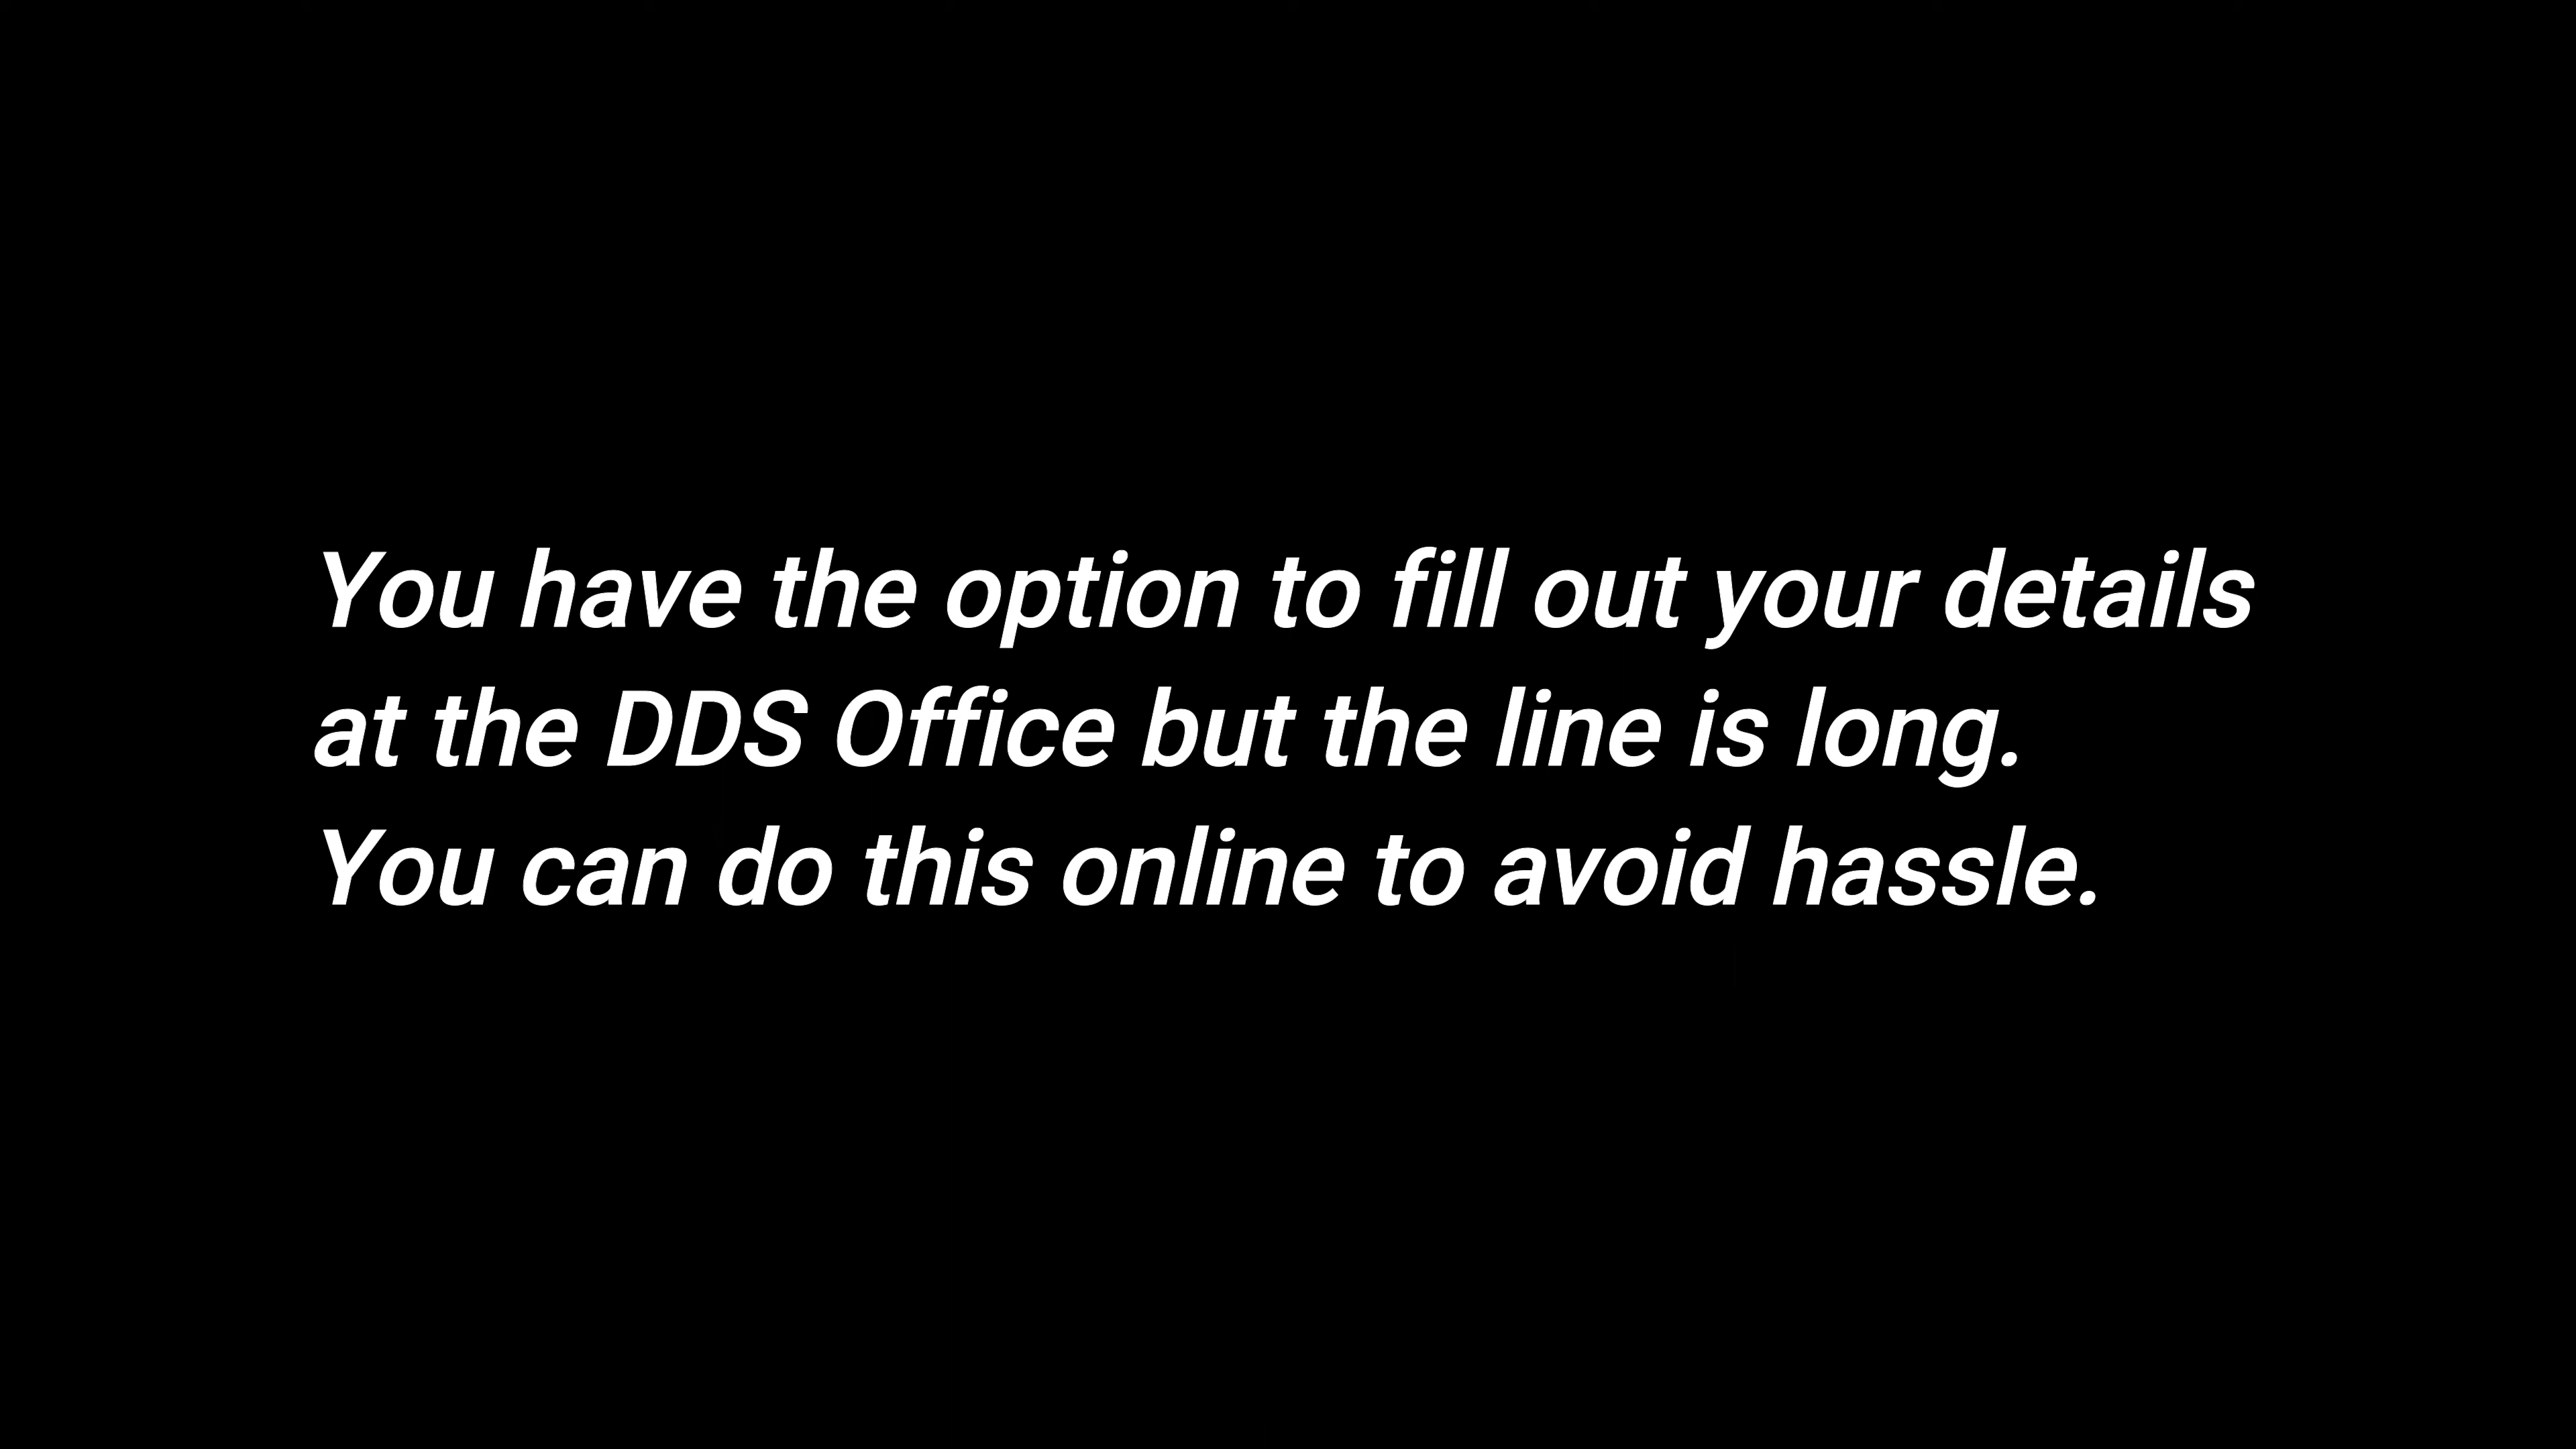 You have the option to fill out your details
at the DDS Office but the line is long.
You can do this online to avoid hassle.